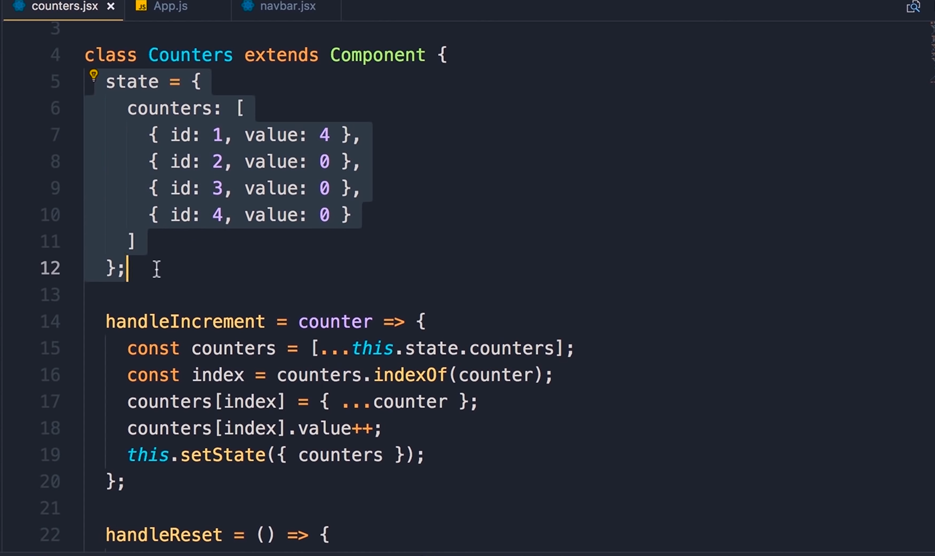 counters.jsx × JS App.js navbar.jsx
3
4 class Counters extends Component {
5 state = {
6 counters: [
7 { id: 1, value: 4 },
8 { id: 2, value: 0 },
9 { id: 3, value: 0 },
10 { id: 4, value: 0 }
11 ]
12 };
13
14 handleIncrement = counter => {
15 const counters = [...this.state.counters];
16 const index = counters.indexOf(counter);
17 counters[index] = { ...counter };
18 counters[index].value++;
19 this.setState({ counters });
20 };
21
22 handleReset = () => {